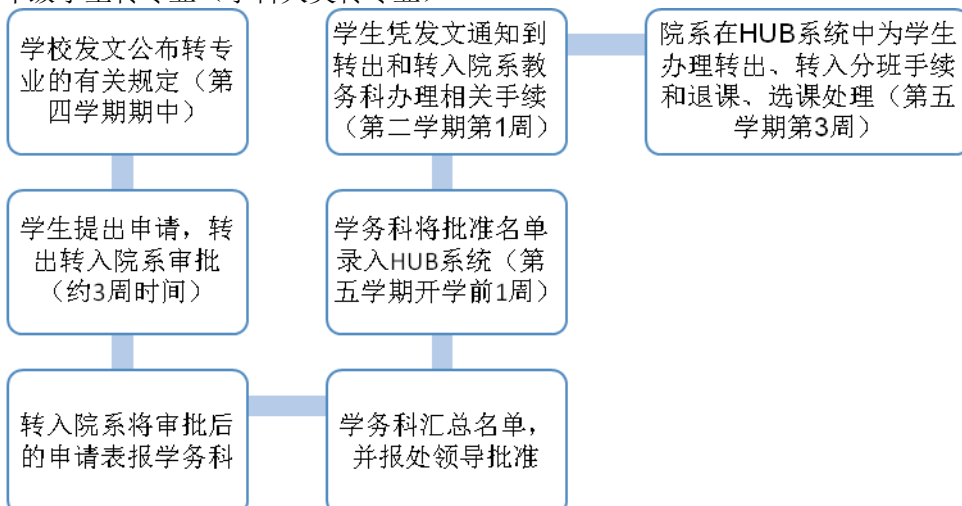 学校发文公布转专
业的有关规定（第
四学期期中）
学生提出申请，转
出转入院系审批
（约3周时间）
转入院系将审批后
的申请表报学务科
学务科汇总名单，
并报处领导批准
学务科将批准名单
录入HUB系统（第
五学期开学前1周）
学生凭发文通知到
转出和转入院系教
务科办理相关手续
（第二学期第1周）
院系在HUB系统中为学生
办理转出、转入分班手续
和退课、选课处理（第五
学期第3周）